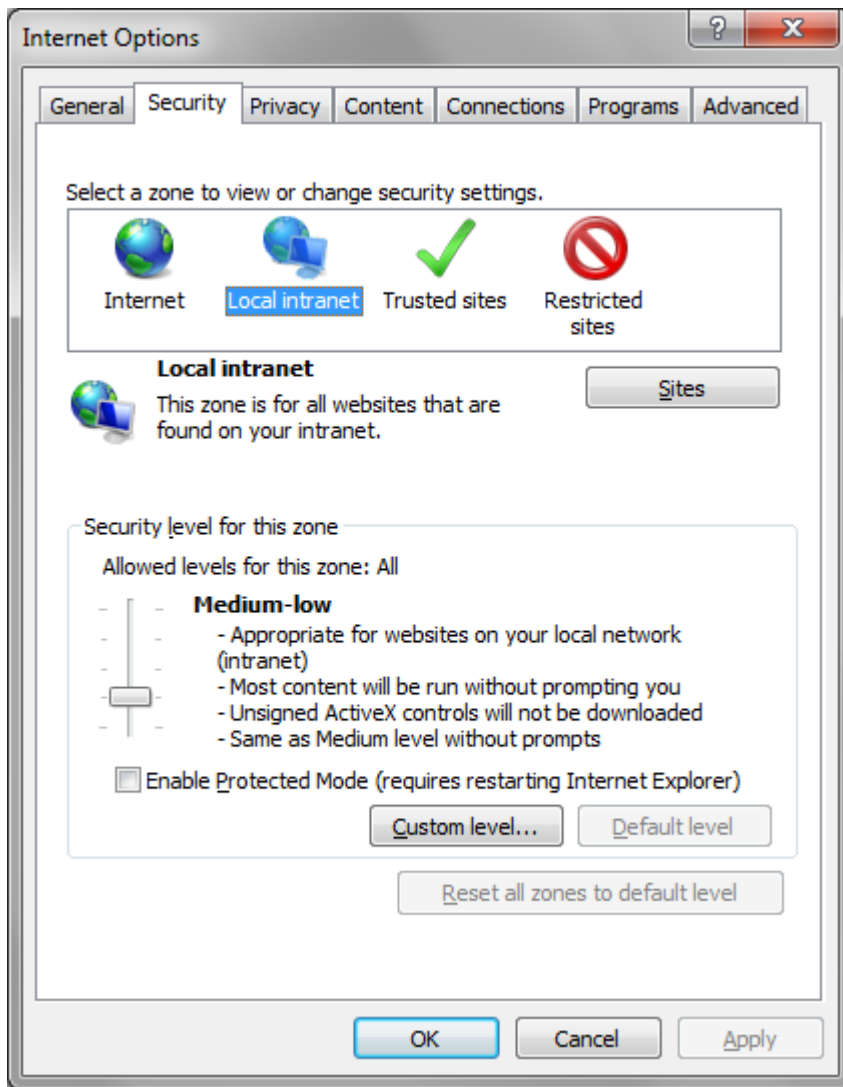 Internet Options
General Security Privacy Content Connections Programs Advanced
Select a zone to view or change security settings.
Internet Local intranet Trusted sites Restricted
sites
Local intranet
Sites
This zone is for all websites that are
found on your intranet.
Security level for this zone
Allowed levels for this zone: All
Medium-low
- Appropriate for websites on your local network
(intranet)
- Most content will be run without prompting you
- Unsigned ActiveX controls will not be downloaded
- Same as Medium level without prompts
Enable Protected Mode (requires restarting Internet Explorer)
Custom level... Default level
Reset all zones to default level
OK Cancel Apply